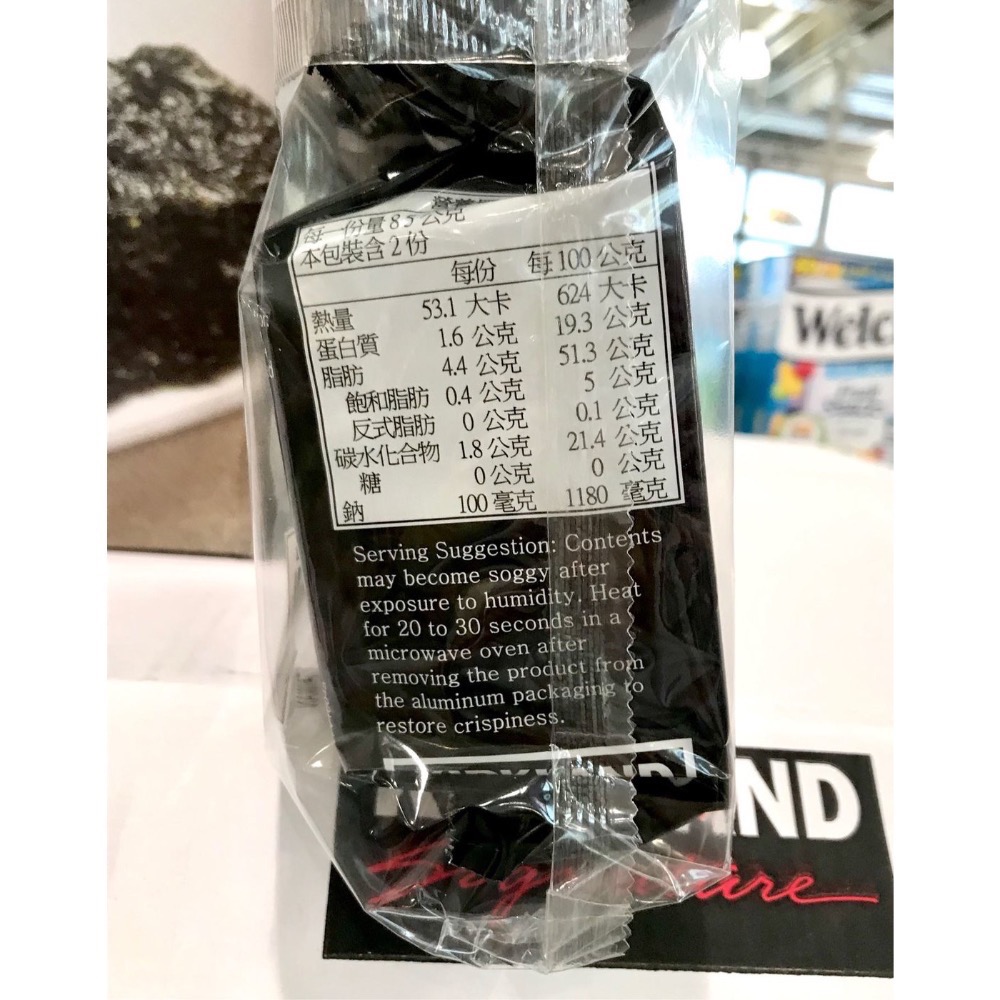 每一份量 8.5 公克
本包裝含 2 份
每份 每 100 公克
熱量 53.1 大卡 624 大卡
蛋白質 1.6 公克 19.3 公克
脂肪 4.4 公克 51.3 公克
飽和脂肪 0.4 公克 5 公克
反式脂肪 0 公克 0.1 公克
碳水化合物 1.8 公克 21.4 公克
糖 0 公克 0 公克
鈉 100 毫克 1180 毫克
Serving Suggestion: Contents
may become soggy after
exposure to humidity. Heat
for 20 to 30 seconds in a
microwave oven after
removing the product from
the aluminum packaging to
restore crispiness.
ND
Signature
Welc